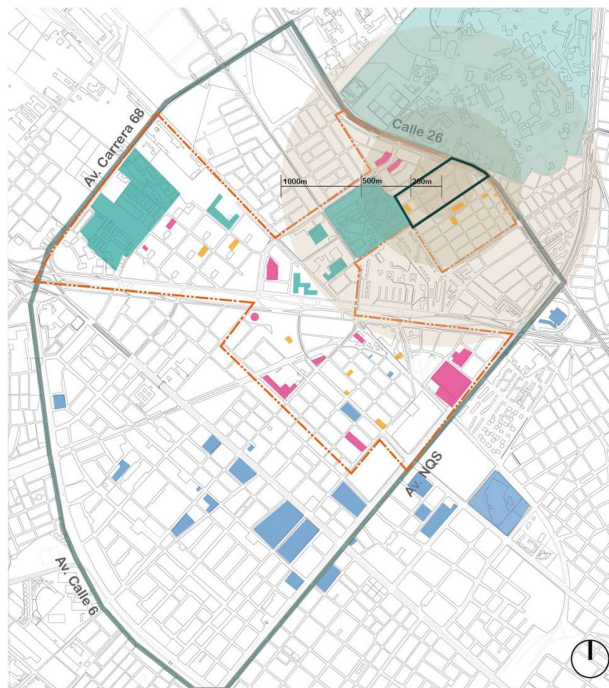 Av. Carrera 68
Calle 26
1000m
500m
200m
Av. NQS
Av. Calle 6